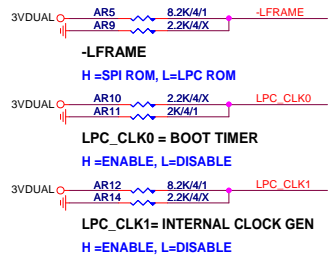 3VDUAL AR5 8.2K/4/1 -LFRAME
AR9 2.2K/4/X
-LFRAME
H =SPI ROM, L=LPC ROM
3VDUAL AR10 2.2K/4/X LPC_CLK0
AR11 2K/4/1
LPC_CLK0 = BOOT TIMER
H =ENABLE, L=DISABLE
3VDUAL AR12 8.2K/4/1 LPC_CLK1
AR14 2.2K/4/X
LPC_CLK1= INTERNAL CLOCK GEN
H =ENABLE, L=DISABLE